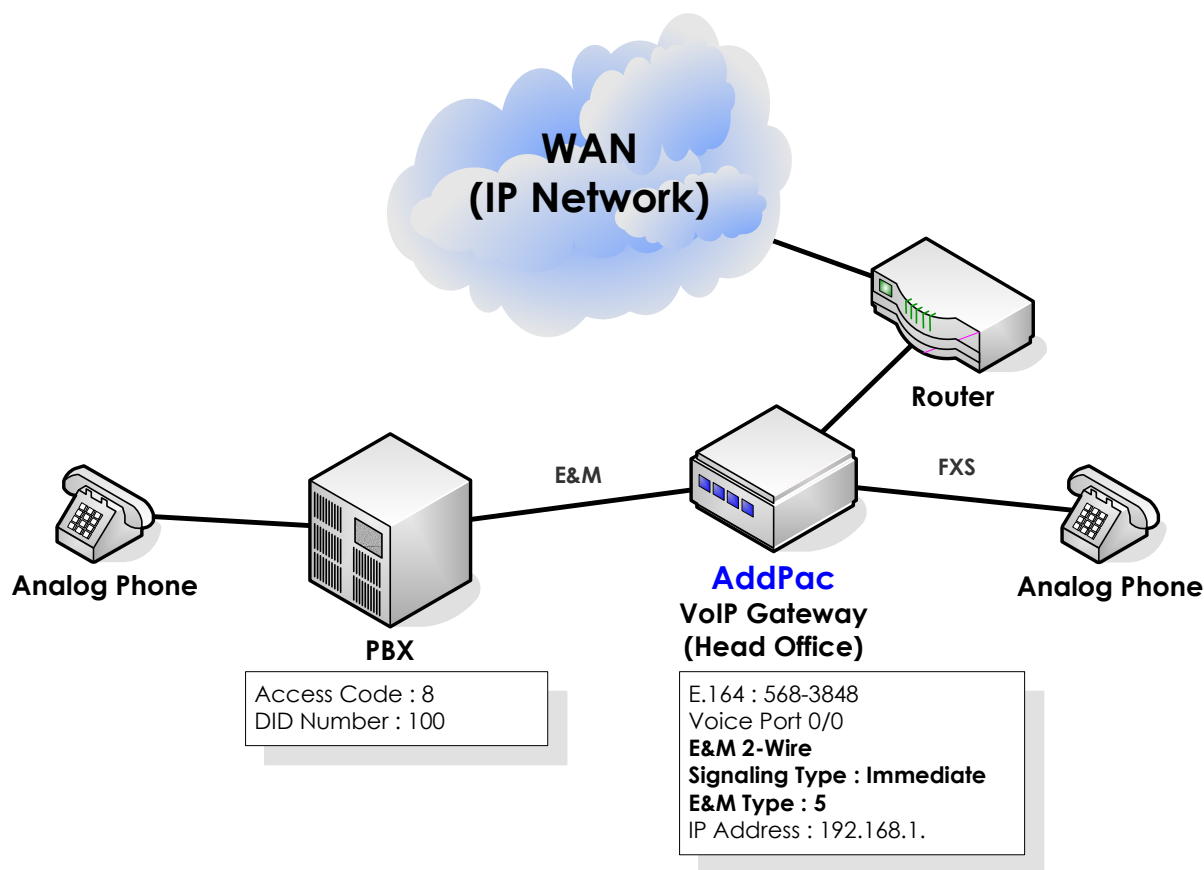 WAN
(IP Network)
Router
E&M
FXS
Analog Phone
PBX
AddPac
VoIP Gateway
(Head Office)
Analog Phone
Access Code : 8
DID Number : 100
E.164 : 568-3848
Voice Port 0/0
E&M 2-Wire
Signaling Type : Immediate
E&M Type : 5
IP Address : 192.168.1.